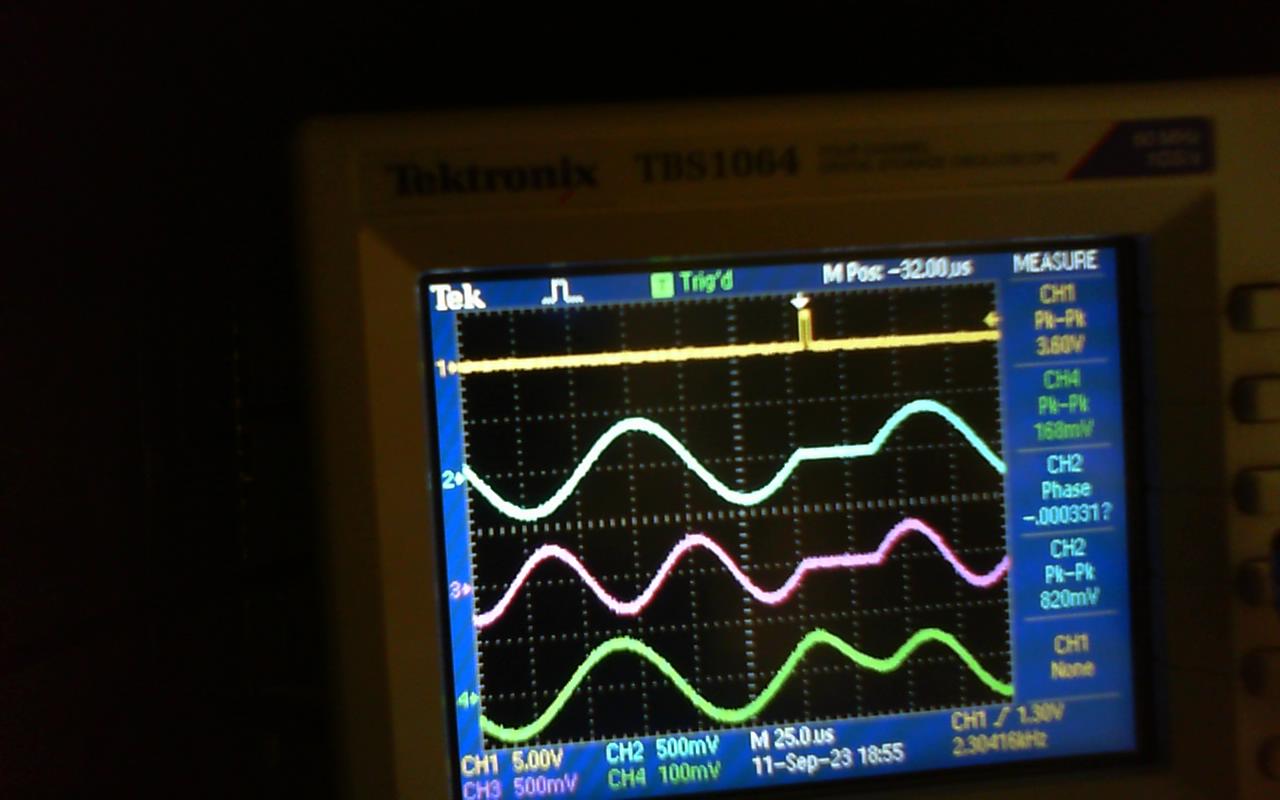 Tektronix TBS1064
Tek Trig'd M Pos: -32.00µs MEASURE
CH1
Pk-Pk
3.60V
CH4
Pk-Pk
168mV
CH2
Phase
-.000331?
CH2
Pk-Pk
820mV
CH1
None
1
2
3
4
CH1 5.00V CH2 500mV M 25.0µs CH1 1.30V
CH3 500mV CH4 100mV 11-Sep-23 18:55 2.30416kHz